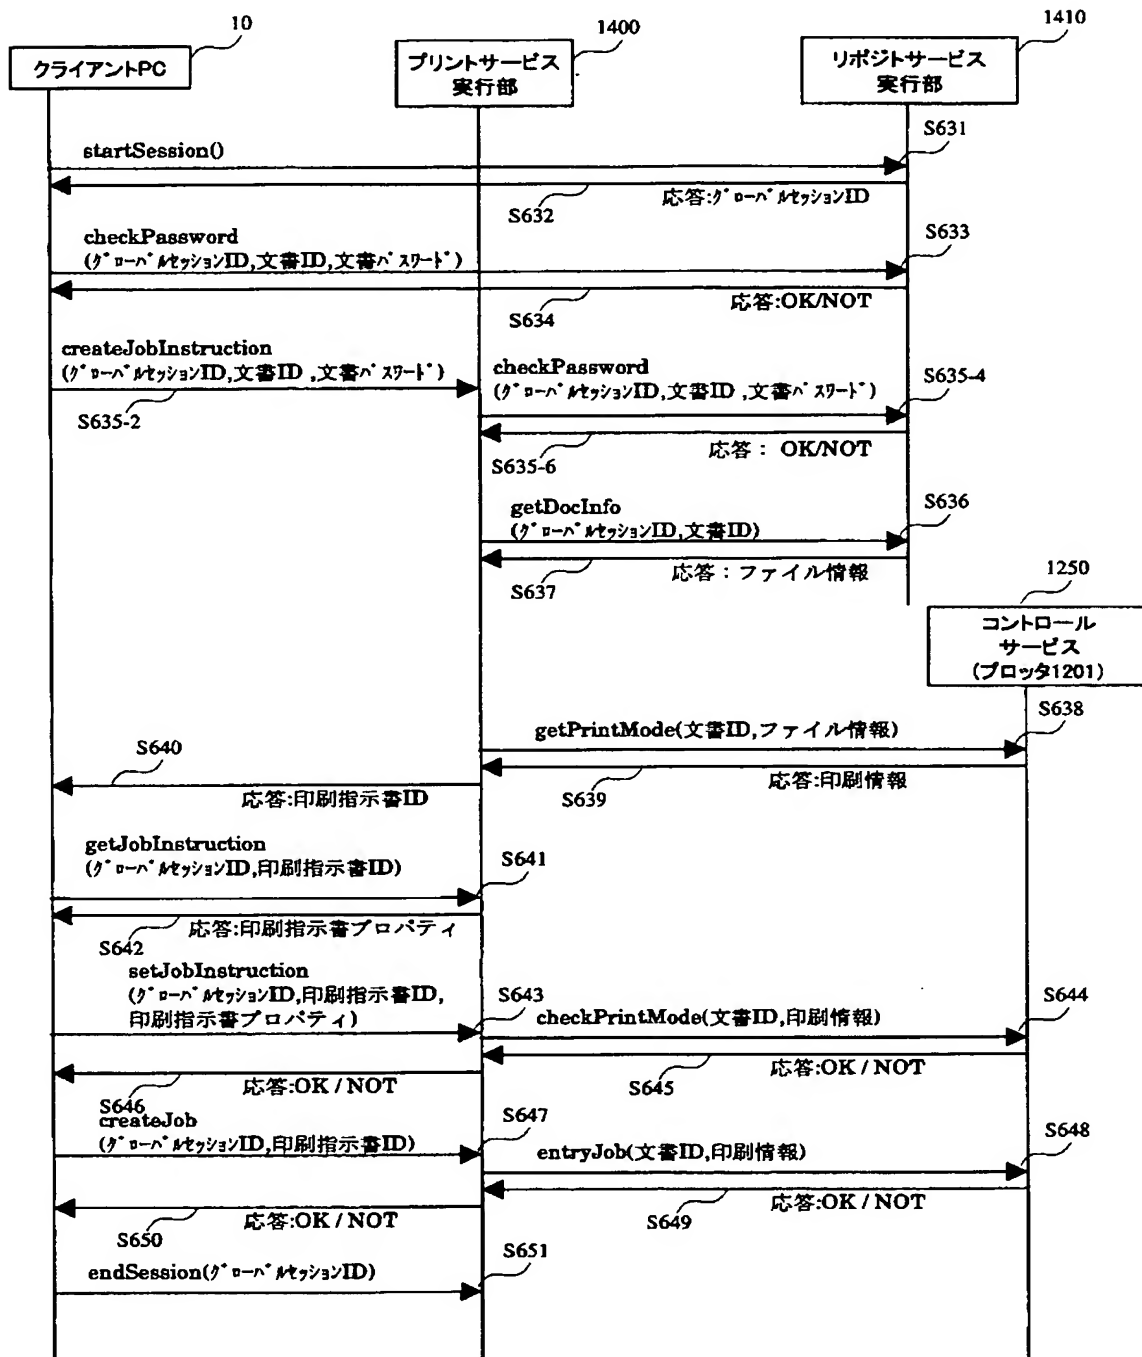 10
クライアントPC
1400
プリントサービス
実行部
1410
リポジトサービス
実行部
startSession()
S631
応答:グローバルセッションID
S632
checkPassword
(グローバルセッションID,文書ID,文書パスワード)
S633
応答:OK/NOT
S634
createJobInstruction
(グローバルセッションID,文書ID ,文書パスワード)
S635-2
checkPassword
(グローバルセッションID,文書ID ,文書パスワード)
S635-4
応答： OK/NOT
S635-6
getDocInfo
(グローバルセッションID,文書ID)
S636
応答：ファイル情報
S637
1250
コントロール
サービス
(プロッタ1201)
getPrintMode(文書ID,ファイル情報)
S638
応答:印刷情報
S639
S640
応答:印刷指示書ID
getJobInstruction
(グローバルセッションID,印刷指示書ID)
S641
応答:印刷指示書プロパティ
S642
setJobInstruction
(グローバルセッションID,印刷指示書ID,
印刷指示書プロパティ)
S643
checkPrintMode(文書ID,印刷情報)
S644
応答:OK / NOT
S645
応答:OK / NOT
S646
createJob
(グローバルセッションID,印刷指示書ID)
S647
entryJob(文書ID,印刷情報)
S648
応答:OK / NOT
S649
応答:OK / NOT
S650
endSession(グローバルセッションID)
S651